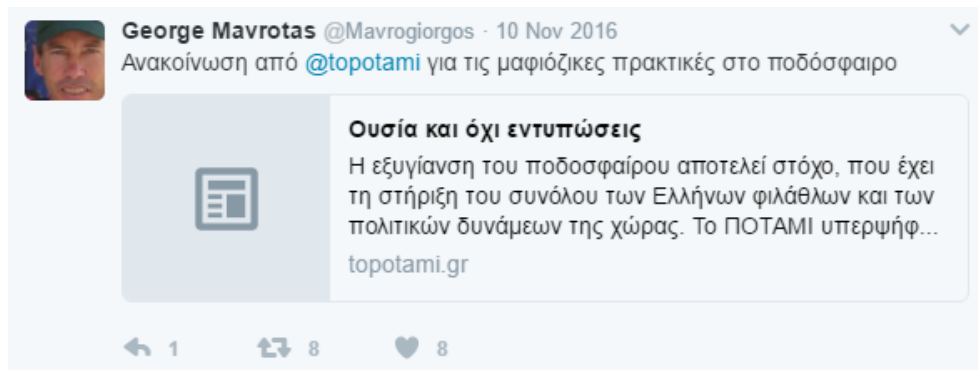 George Mavrotas @Mavrogiorgos · 10 Nov 2016
Ανακοίνωση από @topotami για τις μαφιόζικες πρακτικές στο ποδόσφαιρο
Ουσία και όχι εντυπώσεις
Η εξυγίανση του ποδοσφαίρου αποτελεί στόχο, που έχει
τη στήριξη του συνόλου των Ελλήνων φιλάθλων και των
πολιτικών δυνάμεων της χώρας. Το ΠΟΤΑΜΙ υπερψήφ...
topotami.gr
1 8 8